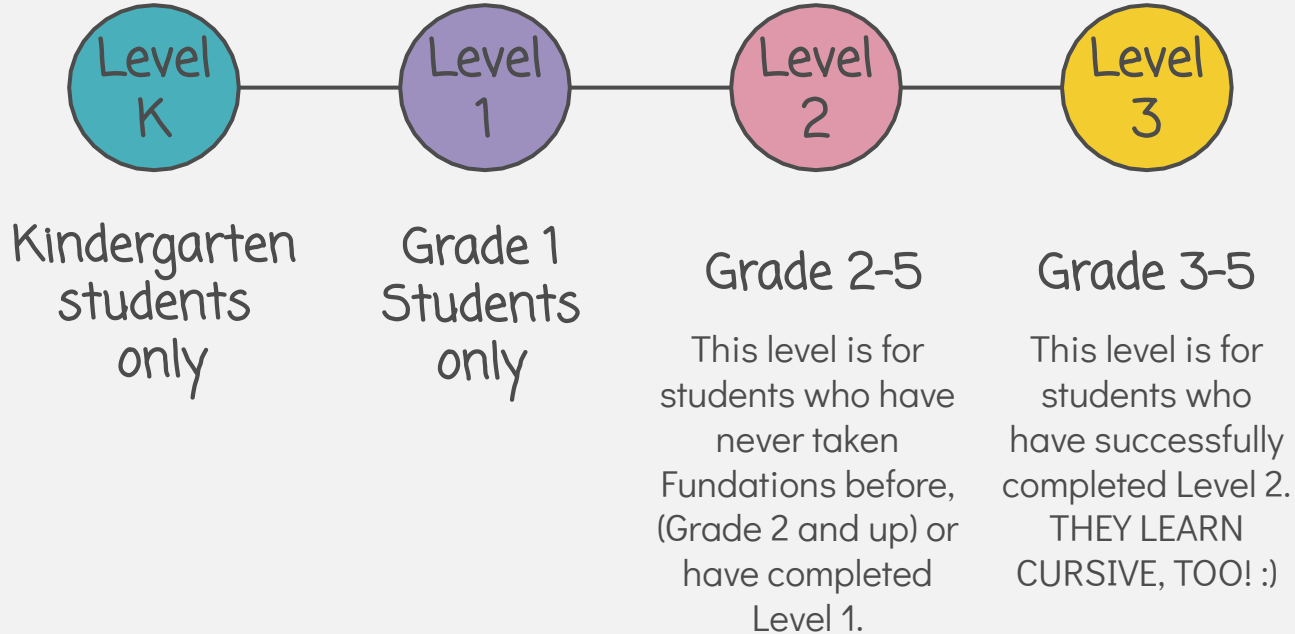 Level
K
Level
1
Level
2
Level
3
Kindergarten
students
only
Grade 1
Students
only
Grade 2-5
This level is for
students who have
never taken
Fundations before,
(Grade 2 and up) or
have completed
Level 1.
Grade 3-5
This level is for
students who
have successfully
completed Level 2.
THEY LEARN
CURSIVE, TOO! :)